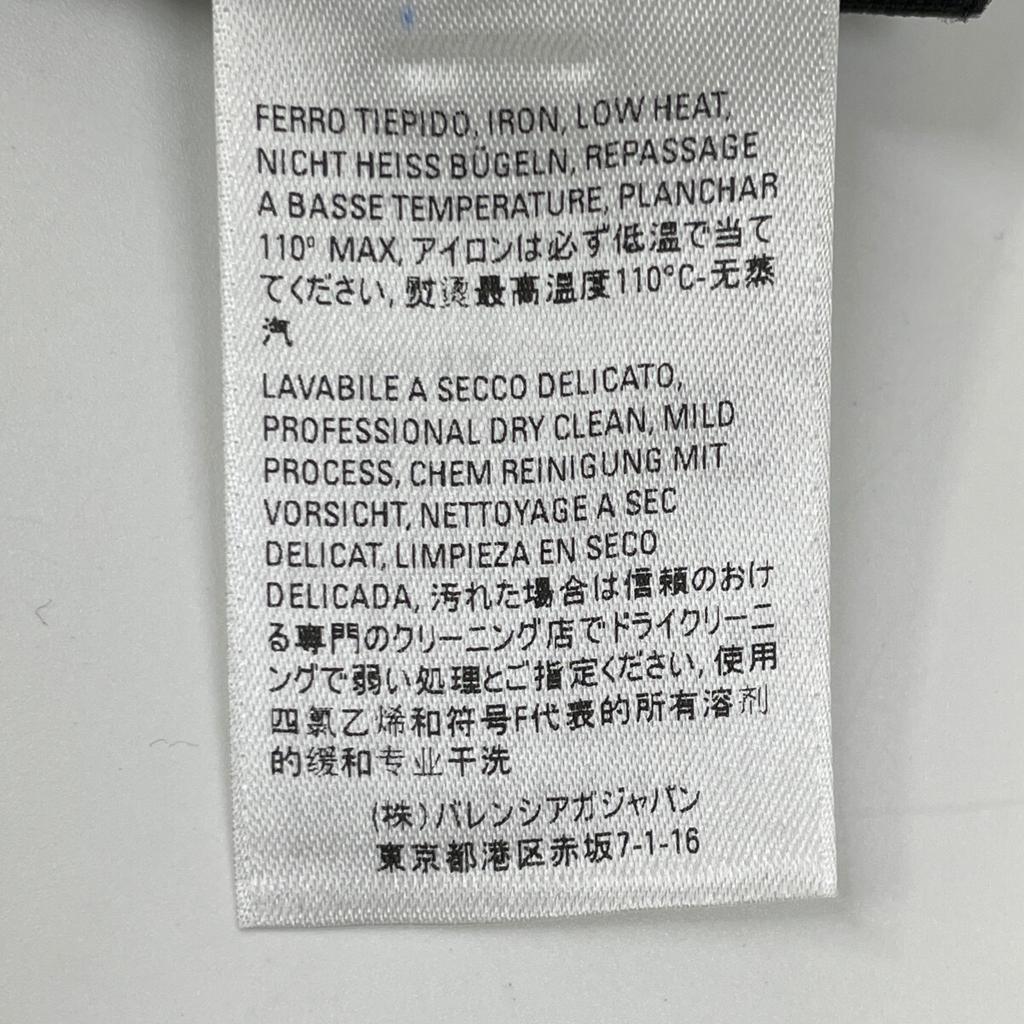 FERRO TIEPIDO, IRON, LOW HEAT,
NICHT HEISS BÜGELN, REPASSAGE
A BASSE TEMPERATURE, PLANCHAR
110° MAX, アイロンは必ず低温で当て
てください, 熨烫最高温度110°C-无蒸
汽
LAVABILE A SECCO DELICATO,
PROFESSIONAL DRY CLEAN, MILD
PROCESS, CHEM REINIGUNG MIT
VORSICHT, NETTOYAGE A SEC
DELICAT, LIMPIEZA EN SECO
DELICADA, 汚れた場合は信頼のおけ
る専門のクリーニング店でドライクリーニ
ングで弱い処理とご指定ください, 使用
四氯乙烯和符号F代表的所有溶剂
的缓和专业干洗
(株)バレンシアガジャパン
東京都港区赤坂7-1-16